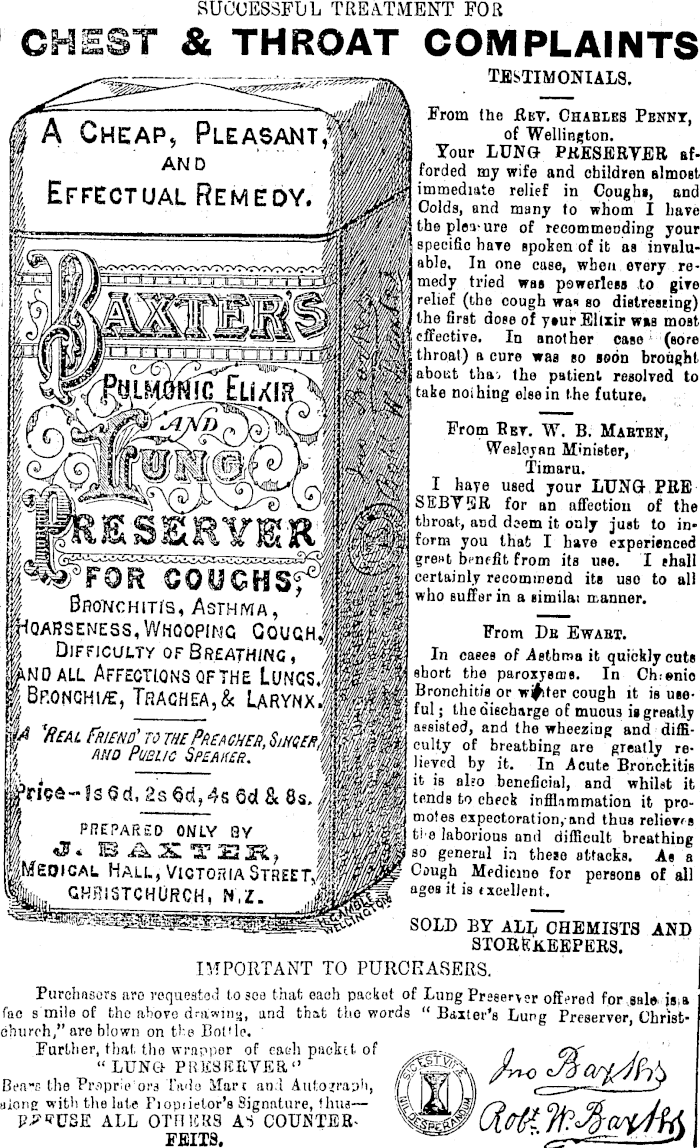 SUCCESSFUL TREATMENT FOR
CHEST & THROAT COMPLAINTS
A CHEAP, PLEASANT,
AND
EFFECTUAL REMEDY.
BAXTER'S
PULMONIC ELIXIR
AND
LUNG
PRESERVER
FOR COUGHS,
BRONCHITIS, ASTHMA,
HOARSENESS, WHOOPING COUGH,
DIFFICULTY OF BREATHING,
AND ALL AFFECTIONS OF THE LUNGS.
BRONCHIÆ, TRACHEA, & LARYNX.
A 'REAL FRIEND' TO THE PREACHER, SINGER,
AND PUBLIC SPEAKER.
Price—1s 6d, 2s 6d, 4s 6d & 8s.
PREPARED ONLY BY
J. BAXTER,
MEDICAL HALL, VICTORIA STREET,
CHRISTCHURCH, N.Z.
GAMBLE
WELLINGTON
TESTIMONIALS.
From the REV. CHARLES PENNY,
of Wellington.
Your LUNG PRESERVER af-
forded my wife and children almost
immediate relief in Coughs, and
Colds, and many to whom I have
the pleasure of recommending your
specific have spoken of it as invalu-
able. In one case, when every re-
medy tried was powerless to give
relief (the cough was so distressing)
the first dose of your Elixir was most
effective. In another case (sore
throat) a cure was so soon brought
about that the patient resolved to
take nothing else in the future.
From REV. W. B. MARTEN,
Wesleyan Minister,
Timaru.
I have used your LUNG PRE
SERVER for an affection of the
throat, and deem it only just to in-
form you that I have experienced
great benefit from its use. I shall
certainly recommend its use to all
who suffer in a similar manner.
From DR EWART.
In cases of Asthma it quickly cuts
short the paroxysms. In Chronic
Bronchitis or winter cough it is use-
ful; the discharge of mucus is greatly
assisted, and the wheezing and diffi-
culty of breathing are greatly re-
lieved by it. In Acute Bronchitis
it is also beneficial, and whilst it
tends to check inflammation it pro-
motes expectoration, and thus relieves
the laborious and difficult breathing
so general in these attacks. As a
Cough Medicine for persons of all
ages it is excellent.
SOLD BY ALL CHEMISTS AND
STOREKEEPERS.
IMPORTANT TO PURCHASERS.
Purchasers are requested to see that each packet of Lung Preserver offered for sale is a
fac simile of the above drawing, and that the words "Baxter's Lung Preserver, Christ-
church," are blown on the Bottle.
Further, that the wrapper of each packet of
"LUNG PRESERVER"
Bears the Proprietors Trade Mark and Autograph,
along with the late Proprietor's Signature, thus—
REFUSE ALL OTHERS AS COUNTER-
FEITS.
SIC EST VITA
NIL DESPERANDUM
Jno Baxter
Robt. W. Baxter